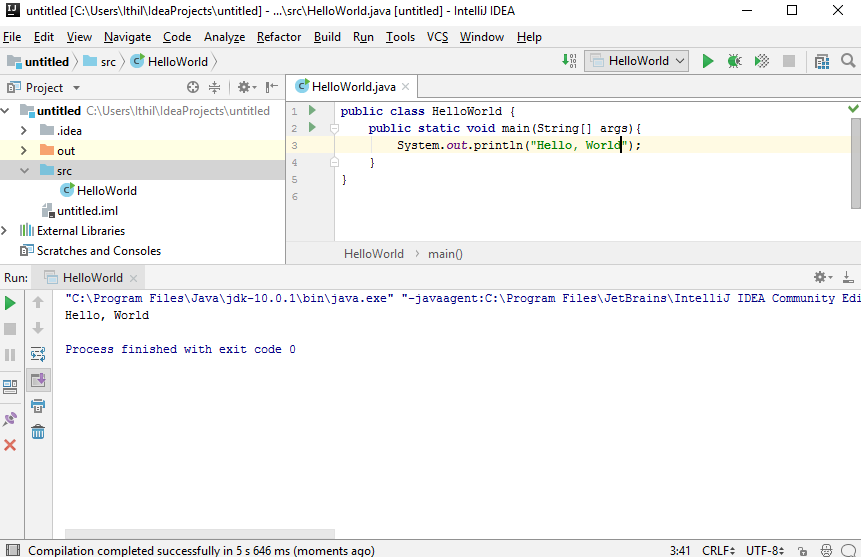 untitled [C:\Users\Ithil\IdeaProjects\untitled] - ...\src\HelloWorld.java [untitled] - IntelliJ IDEA
File Edit View Navigate Code Analyze Refactor Build Run Tools VCS Window Help
untitled src HelloWorld HelloWorld
Project
HelloWorld.java
untitled C:\Users\Ithil\IdeaProjects\untitled
.idea
out
src
HelloWorld
untitled.iml
External Libraries
Scratches and Consoles
1 public class HelloWorld {
2 public static void main(String[] args){
3 System.out.println("Hello, World");
4 }
5 }
6
HelloWorld main()
Run: HelloWorld
"C:\Program Files\Java\jdk-10.0.1\bin\java.exe" "-javaagent:C:\Program Files\JetBrains\IntelliJ IDEA Community Edi
Hello, World
Process finished with exit code 0
Compilation completed successfully in 5 s 646 ms (moments ago) 3:41 CRLF UTF-8